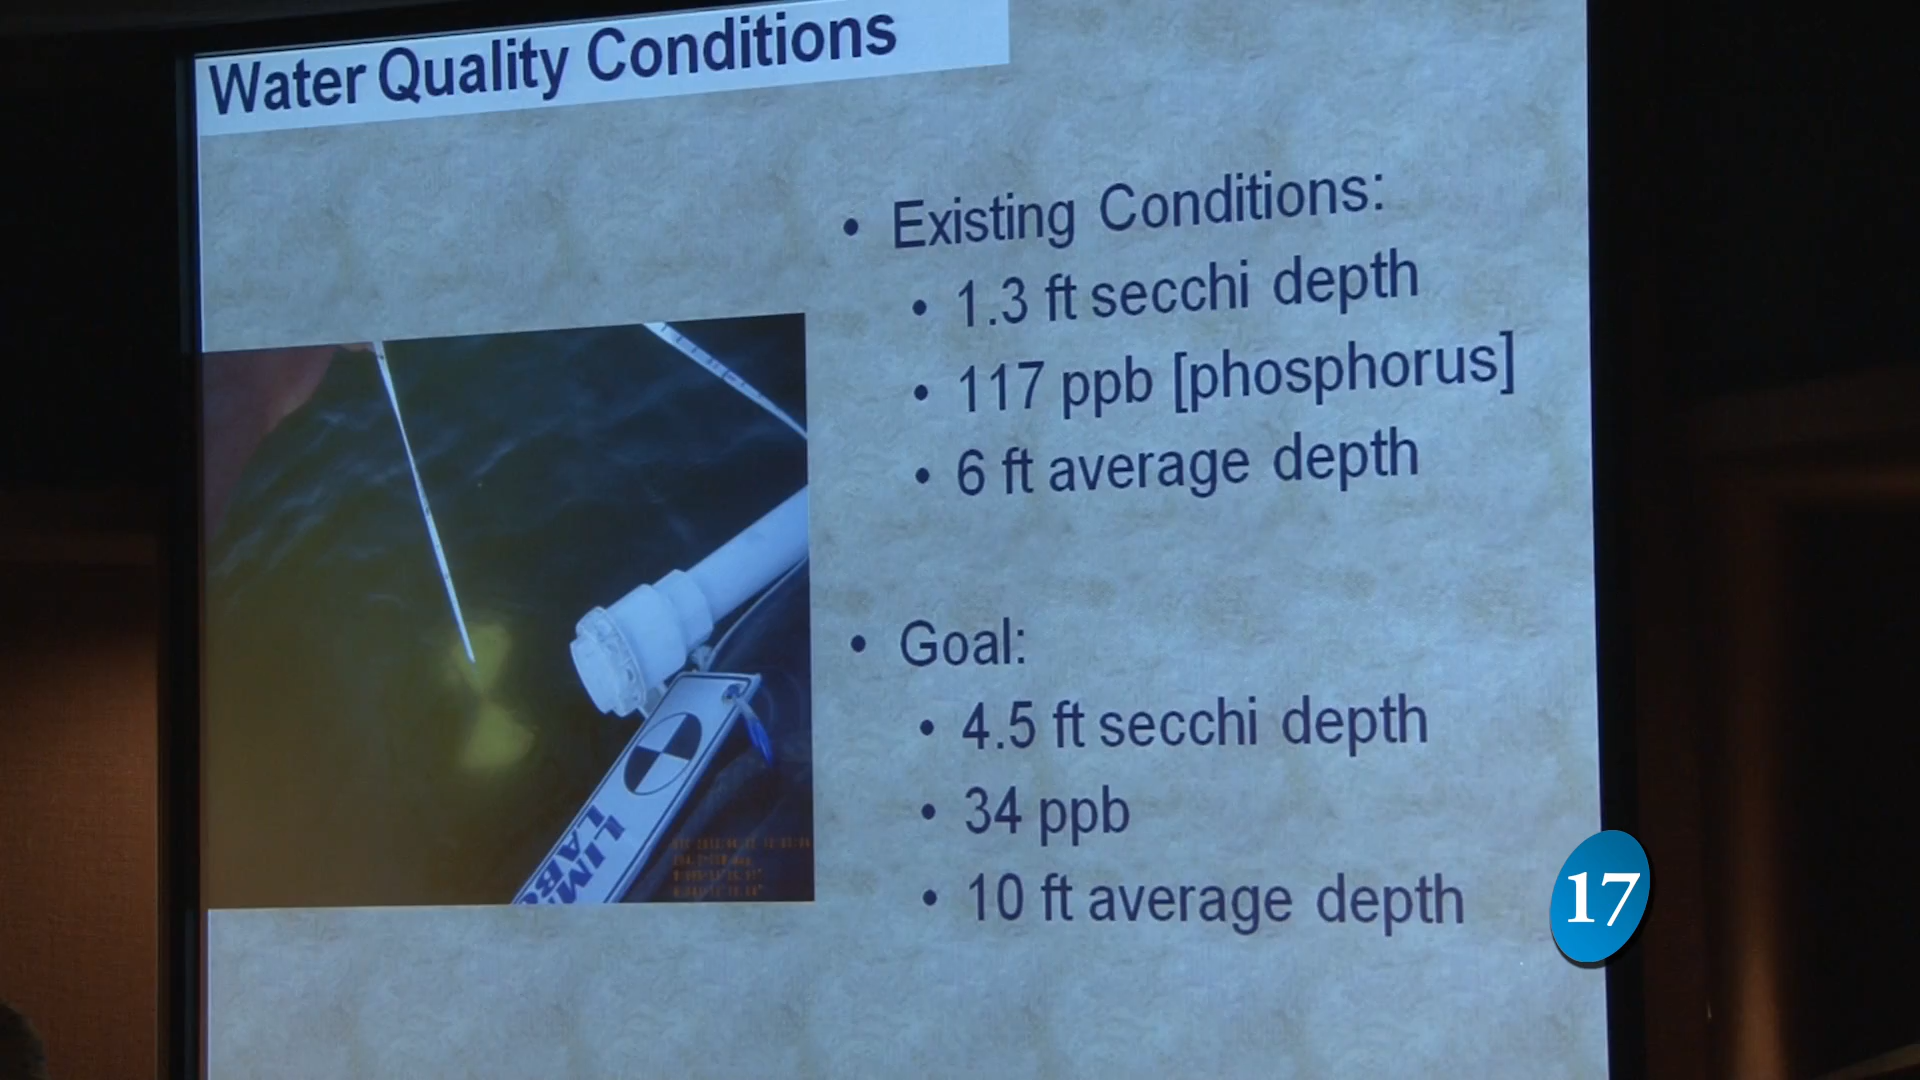 Water Quality Conditions
• Existing Conditions:
• 1.3 ft secchi depth
• 117 ppb [phosphorus]
• 6 ft average depth
• Goal:
• 4.5 ft secchi depth
• 34 ppb
• 10 ft average depth
17